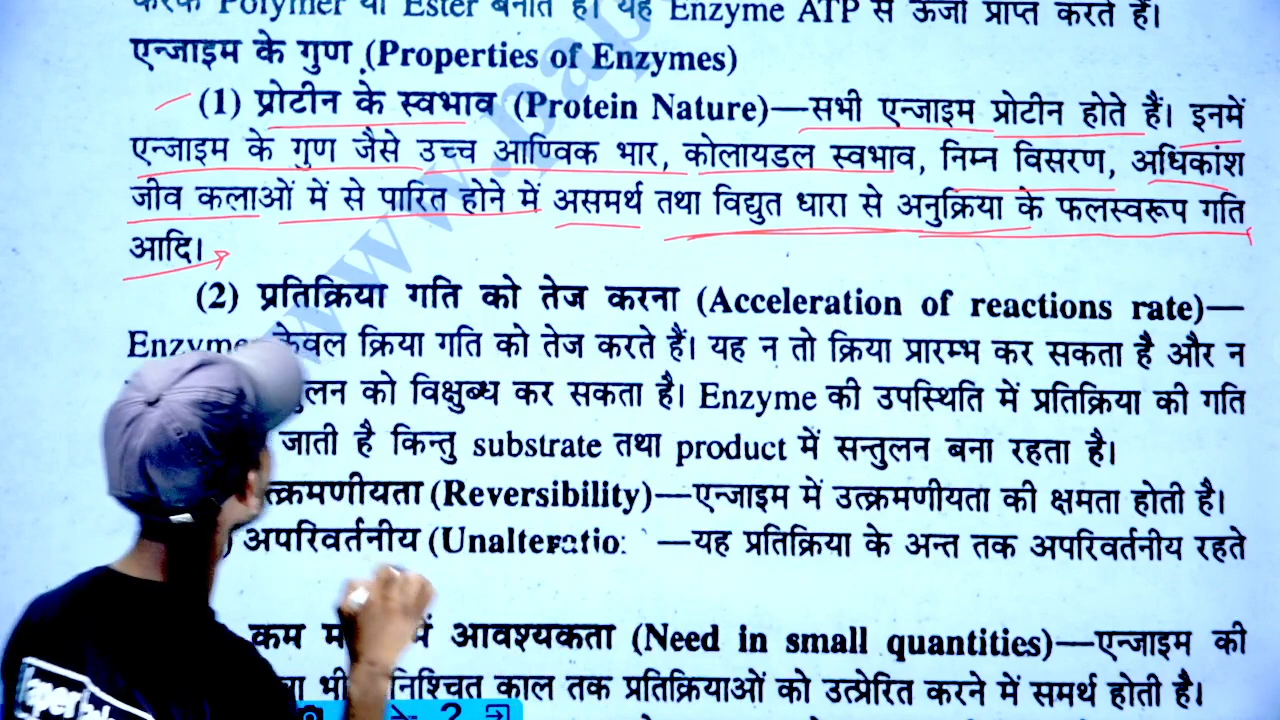 Polymer या Ester बनाते हैं। यह Enzyme ATP से ऊर्जा प्राप्त करते हैं।
एन्जाइम के गुण (Properties of Enzymes)
(1) प्रोटीन के स्वभाव (Protein Nature)—सभी एन्जाइम प्रोटीन होते हैं। इनमें
एन्जाइम के गुण जैसे उच्च आण्विक भार, कोलायडल स्वभाव, निम्न विसरण, अधिकांश
जीव कलाओं में से पारित होने में असमर्थ तथा विद्युत धारा से अनुक्रिया के फलस्वरूप गति
आदि।
(2) प्रतिक्रिया गति को तेज करना (Acceleration of reactions rate)—
Enzyme केवल क्रिया गति को तेज करते हैं। यह न तो क्रिया प्रारम्भ कर सकता है और न
को विक्षुब्ध कर सकता है। Enzyme की उपस्थिति में प्रतिक्रिया की गति
जाती है किन्तु substrate तथा product में सन्तुलन बना रहता है।
(Reversibility)—एन्जाइम में उत्क्रमणीयता की क्षमता होती है।
अपरिवर्तनीय —यह प्रतिक्रिया के अन्त तक अपरिवर्तनीय रहते
कम में आवश्यकता (Need in small quantities)—एन्जाइम की
भी निश्चित काल तक प्रतिक्रियाओं को उत्प्रेरित करने में समर्थ होती है।